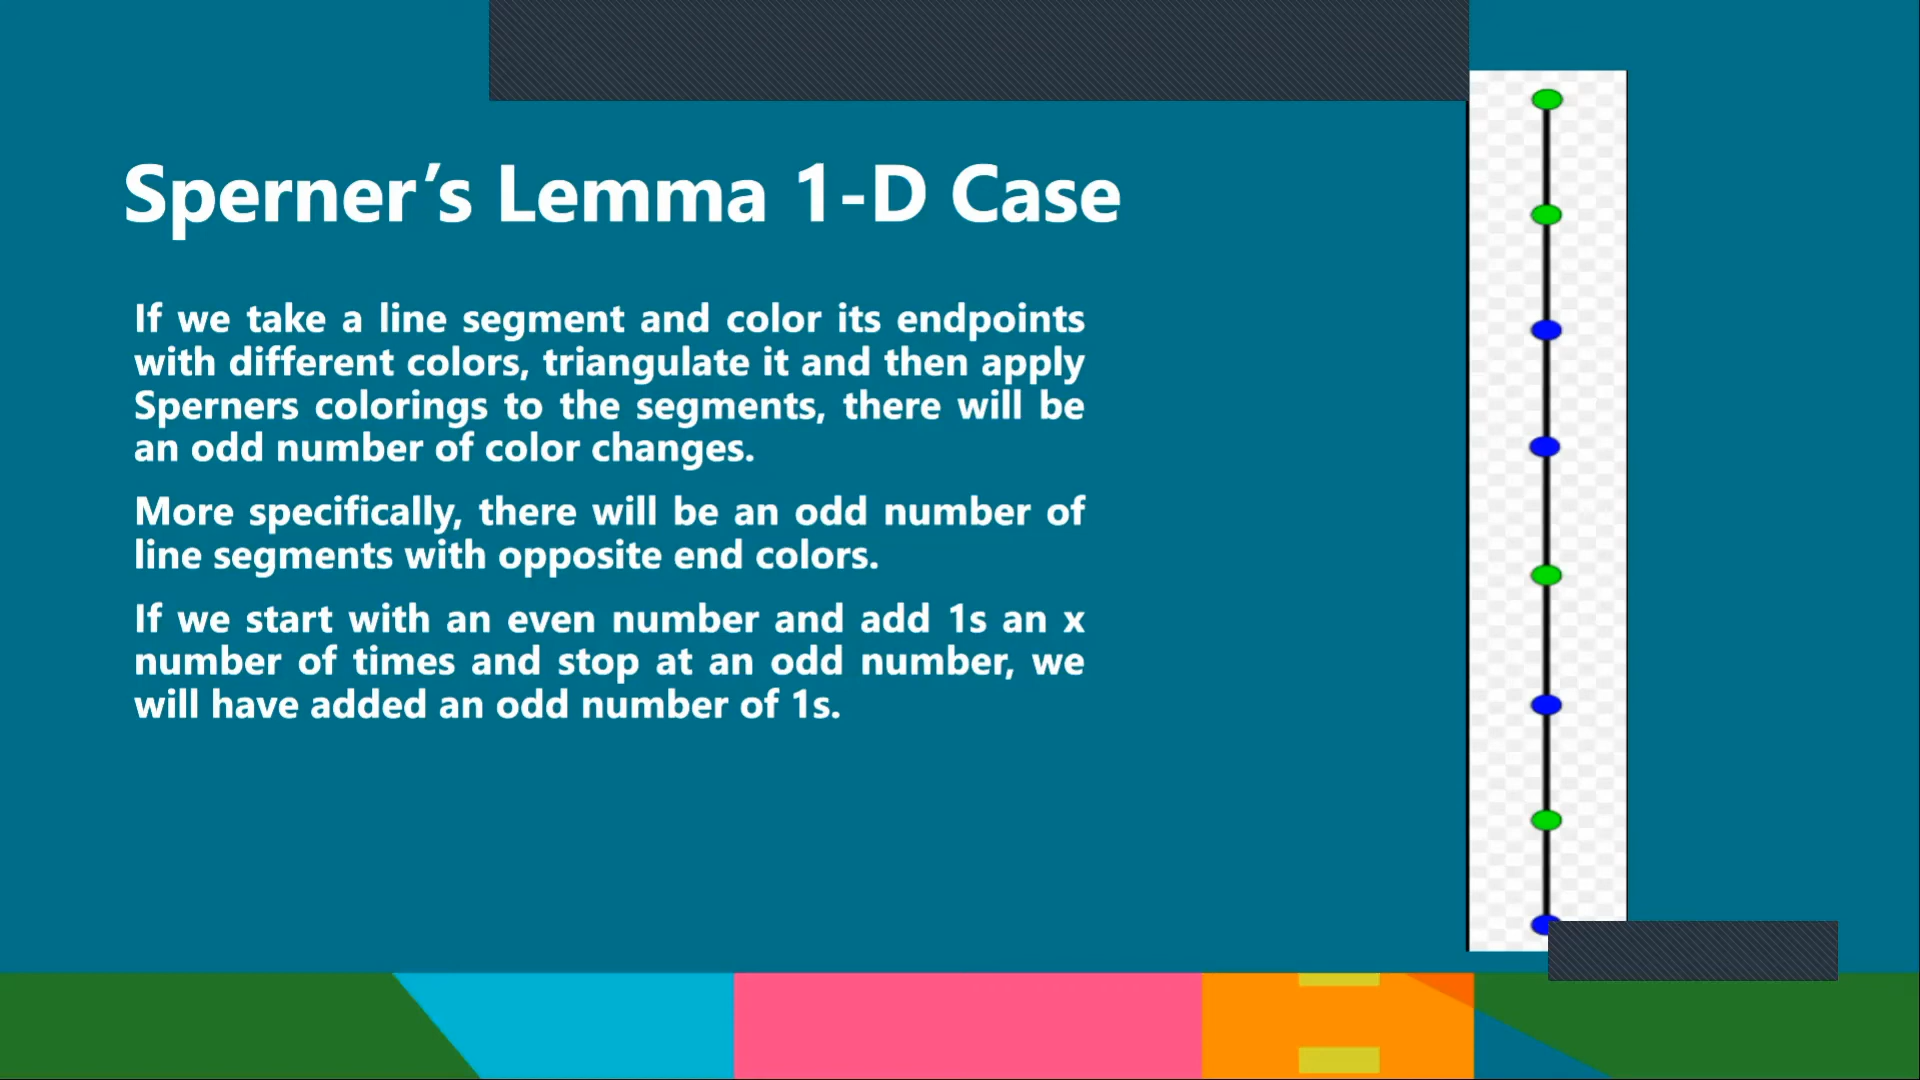 Sperner’s Lemma 1-D Case
If we take a line segment and color its endpoints
with different colors, triangulate it and then apply
Sperners colorings to the segments, there will be
an odd number of color changes.
More specifically, there will be an odd number of
line segments with opposite end colors.
If we start with an even number and add 1s an x
number of times and stop at an odd number, we
will have added an odd number of 1s.